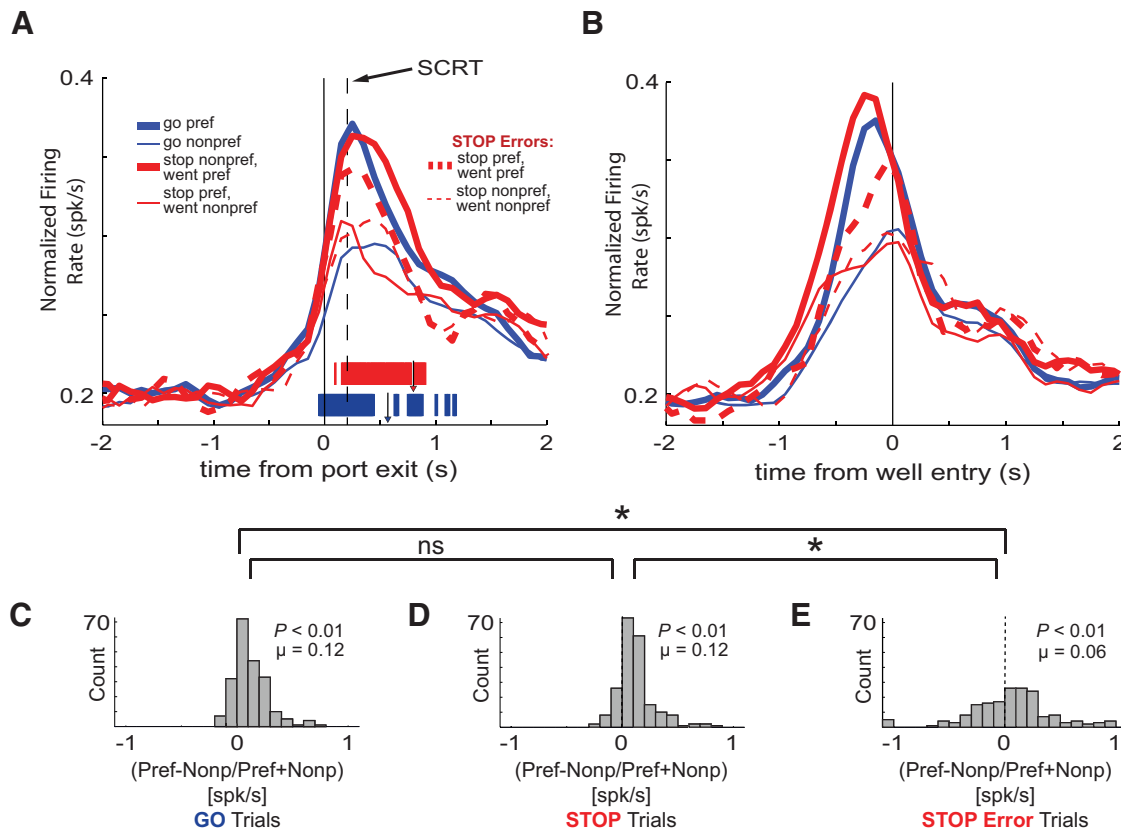 A
SCRT
0.4
Normalized Firing
Rate (spk/s)
0.2
go pref
go nonpref
stop nonpref,
went pref
stop pref,
went nonpref
STOP Errors:
stop pref,
went pref
stop nonpref,
went nonpref
-2 -1 0 1 2
time from port exit (s)
B
0.4
Normalized Firing
Rate (spk/s)
0.2
-2 -1 0 1 2
time from well entry (s)
*
ns
*
C
70
Count
P < 0.01
μ = 0.12
-1 0 1
(Pref-Nonp/Pref+Nonp)
[spk/s]
GO Trials
D
70
Count
P < 0.01
μ = 0.12
-1 0 1
(Pref-Nonp/Pref+Nonp)
[spk/s]
STOP Trials
E
70
Count
P < 0.01
μ = 0.06
-1 0 1
(Pref-Nonp/Pref+Nonp)
[spk/s]
STOP Error Trials